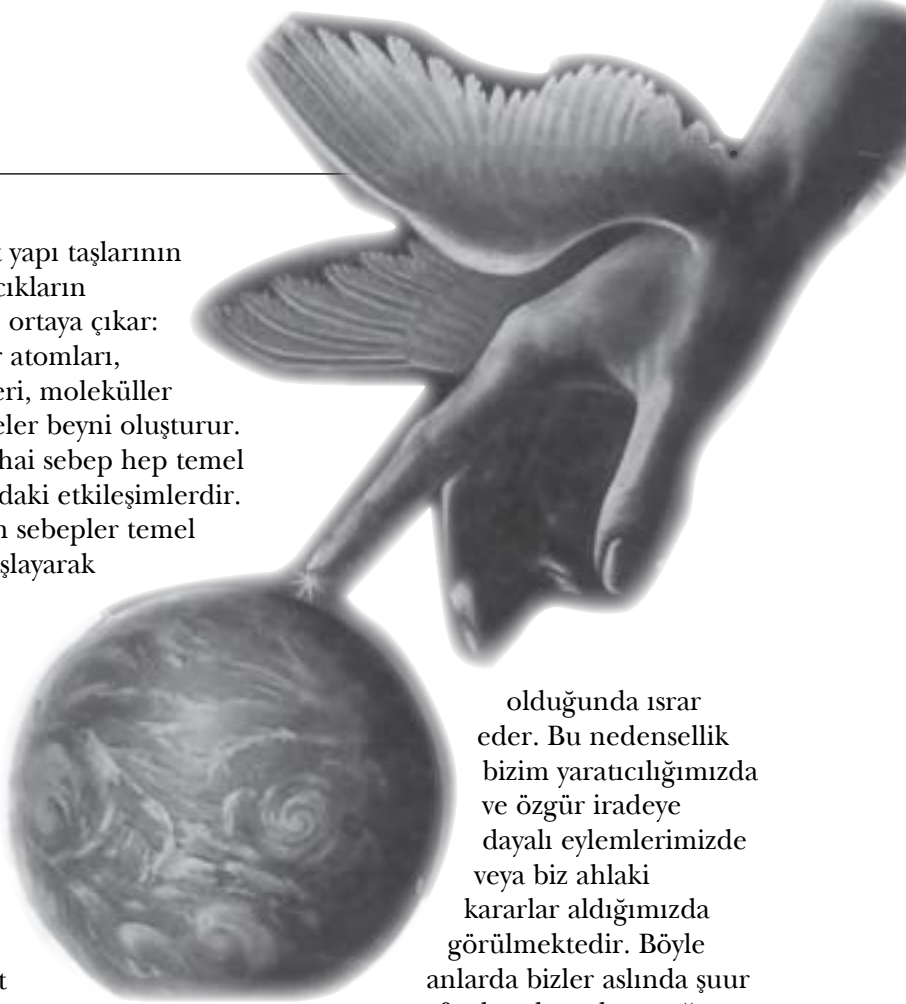 yapı taşlarının
cıkların
ortaya çıkar:
atomları,
eri, moleküller
eler beyni oluşturur.
hai sebep hep temel
daki etkileşimlerdir.
sebepler temel
şlayarak
t
olduğunda ısrar
eder. Bu nedensellik
bizim yaratıcılığımızda
ve özgür iradeye
dayalı eylemlerimizde
veya biz ahlaki
kararlar aldığımızda
görülmektedir. Böyle
anlarda bizler aslında şuur